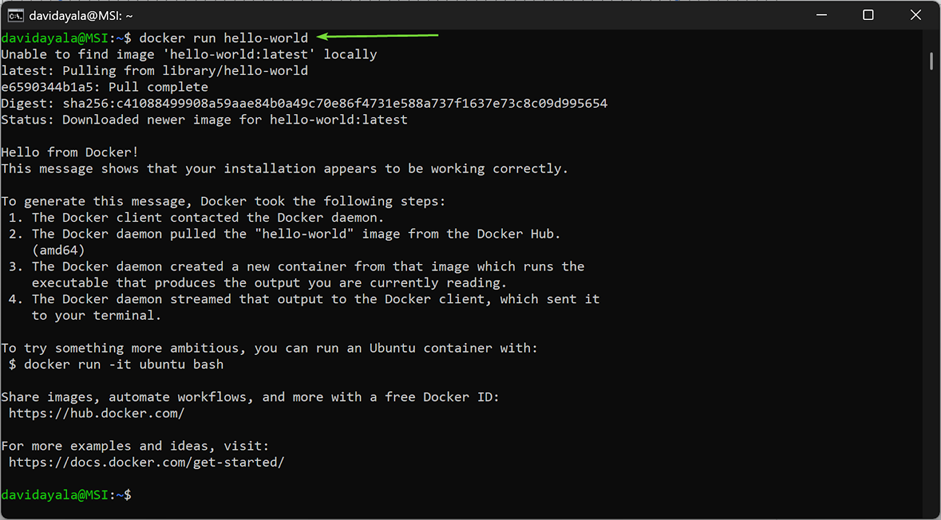 davidayala@MSI: ~
davidayala@MSI:~$ docker run hello-world
Unable to find image 'hello-world:latest' locally
latest: Pulling from library/hello-world
e6590344b1a5: Pull complete
Digest: sha256:c41088499908a59aae84b0a49c70e86f4731e588a737f1637e73c8c09d995654
Status: Downloaded newer image for hello-world:latest
Hello from Docker!
This message shows that your installation appears to be working correctly.
To generate this message, Docker took the following steps:
1. The Docker client contacted the Docker daemon.
2. The Docker daemon pulled the "hello-world" image from the Docker Hub.
(amd64)
3. The Docker daemon created a new container from that image which runs the
executable that produces the output you are currently reading.
4. The Docker daemon streamed that output to the Docker client, which sent it
to your terminal.
To try something more ambitious, you can run an Ubuntu container with:
$ docker run -it ubuntu bash
Share images, automate workflows, and more with a free Docker ID:
https://hub.docker.com/
For more examples and ideas, visit:
https://docs.docker.com/get-started/
davidayala@MSI:~$